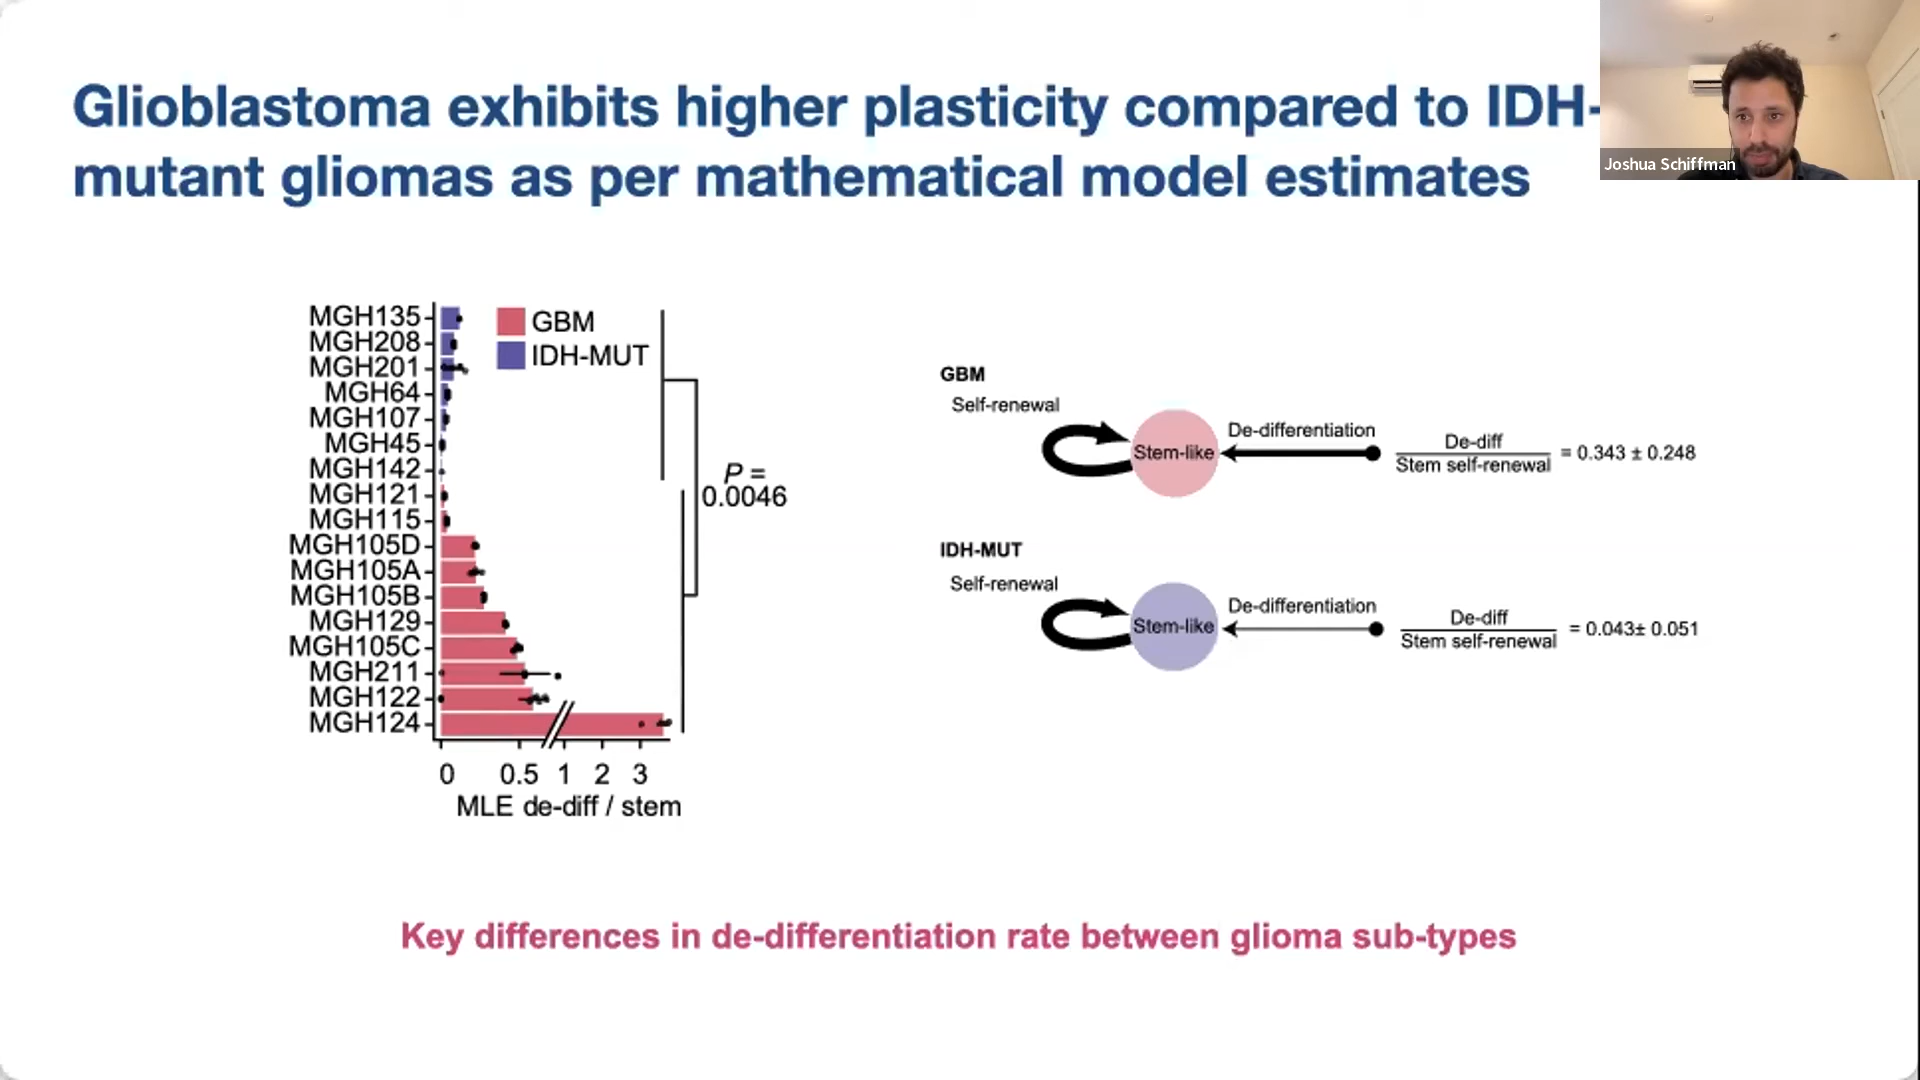 Glioblastoma exhibits higher plasticity compared to IDH-
mutant gliomas as per mathematical model estimates
Joshua Schiffman
MGH135
MGH208
MGH201
MGH64
MGH107
MGH45
MGH142
MGH121
MGH115
MGH105D
MGH105A
MGH105B
MGH129
MGH105C
MGH211
MGH122
MGH124
GBM
IDH-MUT
P =
0.0046
0 0.5 1 2 3
MLE de-diff / stem
GBM
Self-renewal
Stem-like
De-differentiation
De-diff
Stem self-renewal
= 0.343 ± 0.248
IDH-MUT
Self-renewal
Stem-like
De-differentiation
De-diff
Stem self-renewal
= 0.043± 0.051
Key differences in de-differentiation rate between glioma sub-types